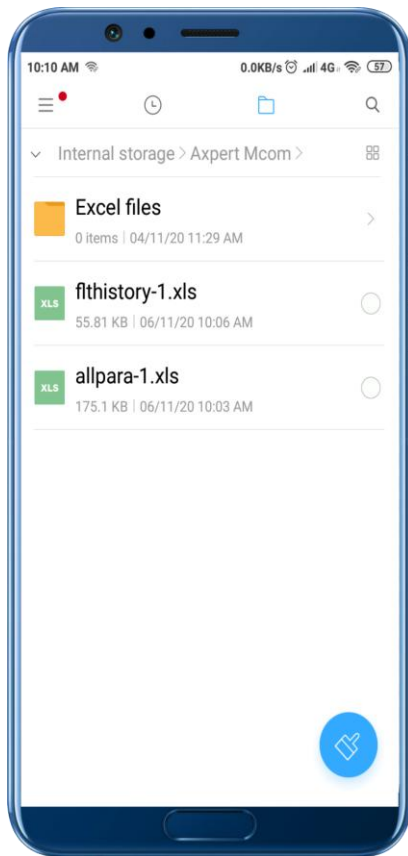 10:10 AM 0.0KB/s 4G 57
Internal storage > Axpert Mcom >
Excel files
0 items | 04/11/20 11:29 AM
XLS flthistory-1.xls
55.81 KB | 06/11/20 10:06 AM
XLS allpara-1.xls
175.1 KB | 06/11/20 10:03 AM